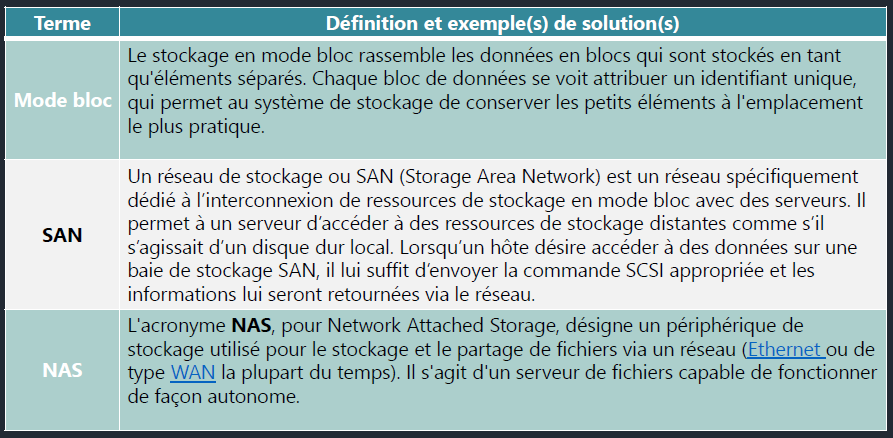 Terme
Définition et exemple(s) de solution(s)
Mode bloc
Le stockage en mode bloc rassemble les données en blocs qui sont stockés en tant
qu'éléments séparés. Chaque bloc de données se voit attribuer un identifiant unique,
qui permet au système de stockage de conserver les petits éléments à l'emplacement
le plus pratique.
SAN
Un réseau de stockage ou SAN (Storage Area Network) est un réseau spécifiquement
dédié à l’interconnexion de ressources de stockage en mode bloc avec des serveurs. Il
permet à un serveur d’accéder à des ressources de stockage distantes comme s’il
s’agissait d’un disque dur local. Lorsqu’un hôte désire accéder à des données sur une
baie de stockage SAN, il lui suffit d’envoyer la commande SCSI appropriée et les
informations lui seront retournées via le réseau.
NAS
L'acronyme NAS, pour Network Attached Storage, désigne un périphérique de
stockage utilisé pour le stockage et le partage de fichiers via un réseau (Ethernet ou de
type WAN la plupart du temps). Il s'agit d'un serveur de fichiers capable de fonctionner
de façon autonome.